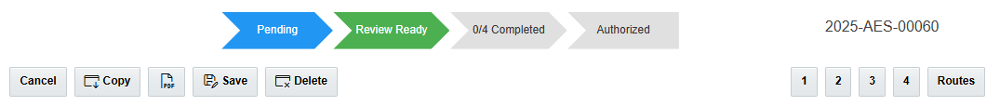 Pending Review Ready 0/4 Completed Authorized 2025-AES-00060
Cancel Copy PDF Save Delete 1 2 3 4 Routes